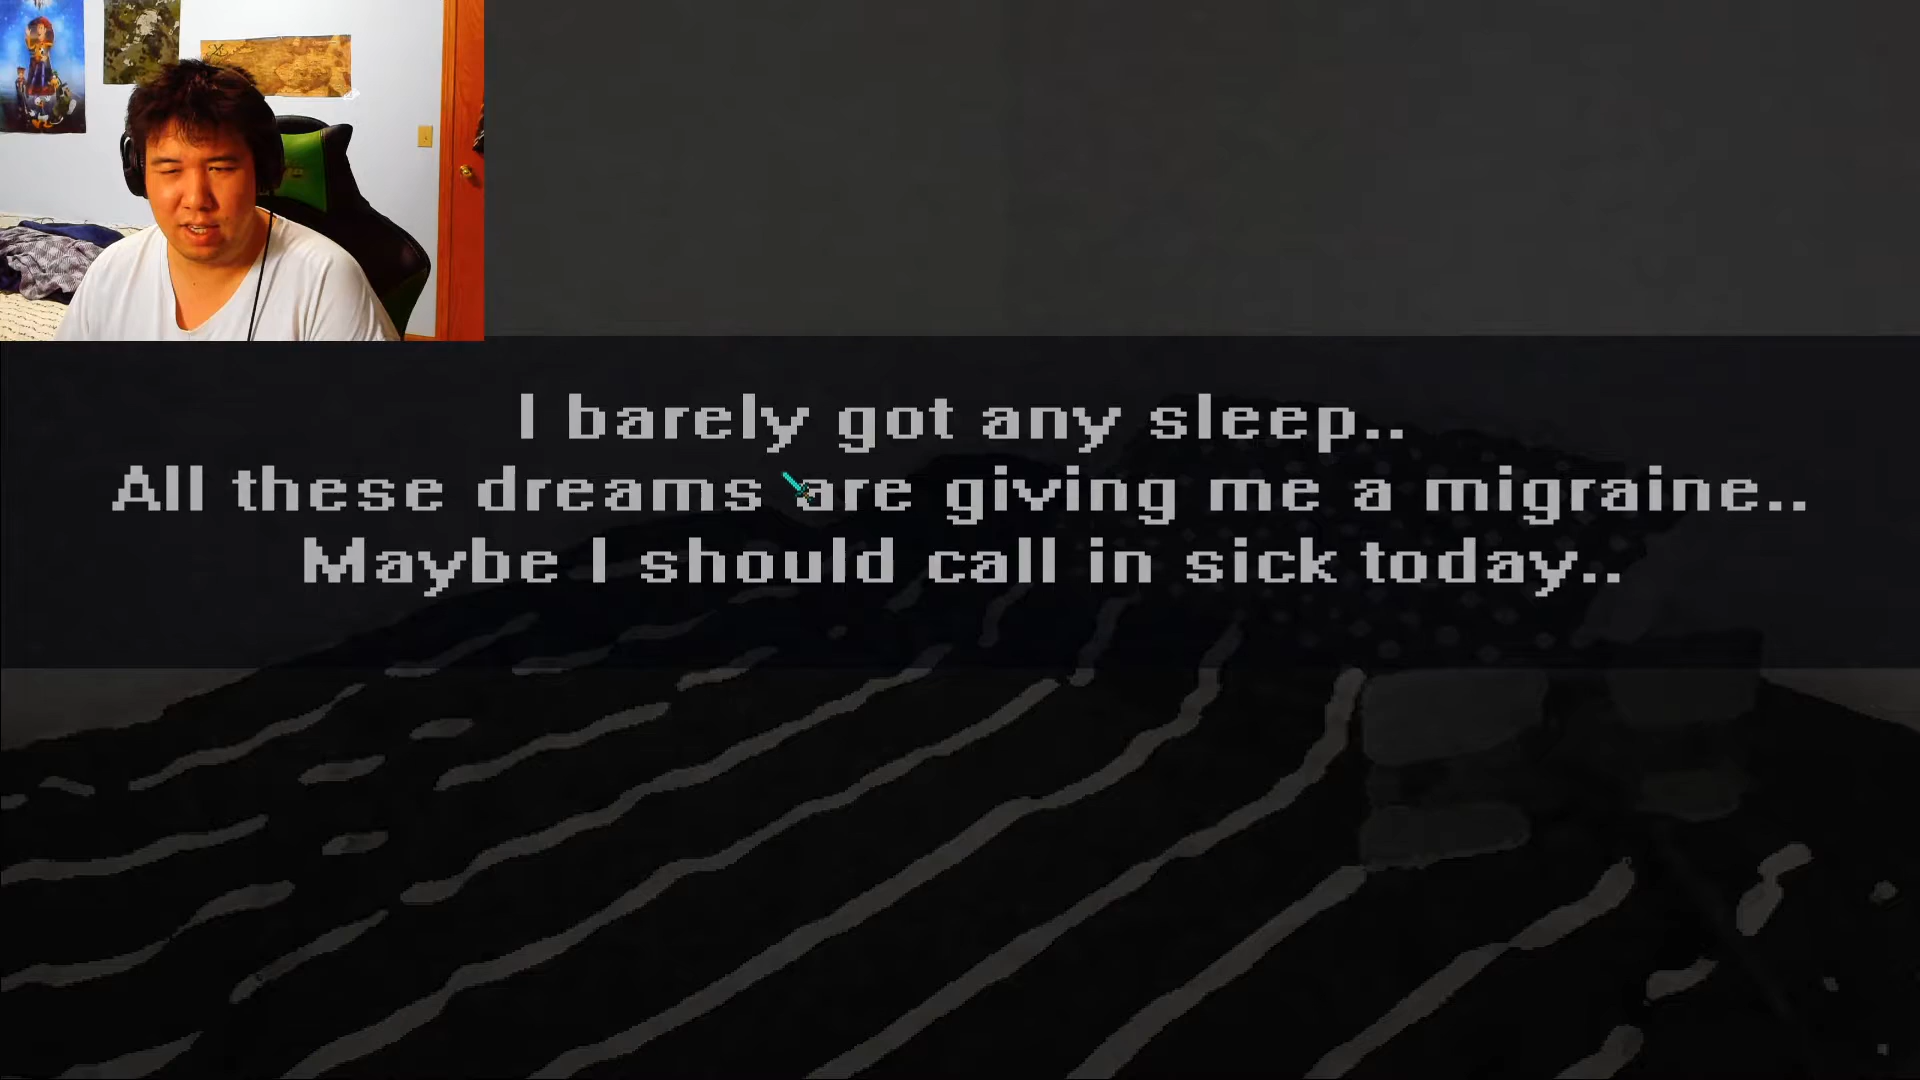 I barely got any sleep..
All these dreams are giving me a migraine..
Maybe I should call in sick today..